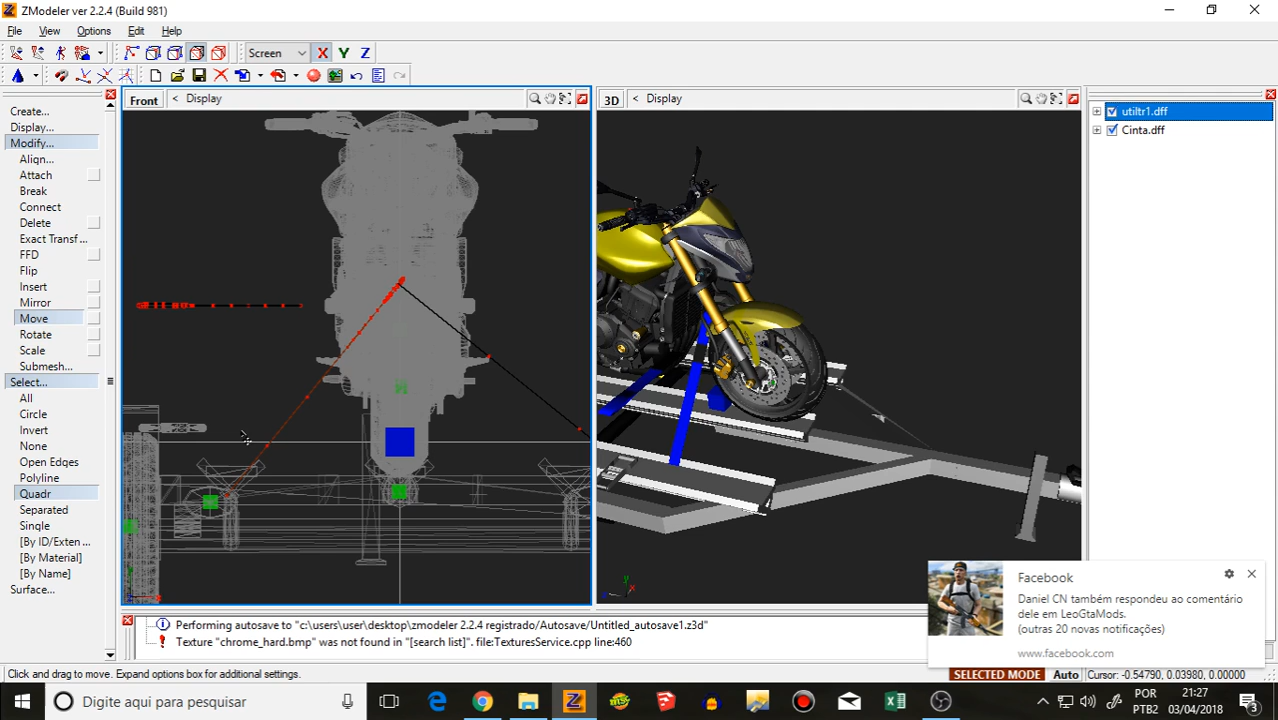 ZModeler ver 2.2.4 (Build 981)
File View Options Edit Help
Screen X Y Z
Front < Display
3D < Display
Create...
Display...
Modify...
Align...
Attach
Break
Connect
Delete
Exact Transf ...
FFD
Flip
Insert
Mirror
Move
Rotate
Scale
Submesh...
Select...
All
Circle
Invert
None
Open Edges
Polyline
Quadr
Separated
Single
[By ID/Exten ...
[By Material]
[By Name]
Surface...
utiltr1.dff
Cinta.dff
Performing autosave to "c:\users\user\desktop\zmodeler 2.2.4 registrado/Autosave/Untitled_autosave1.z3d"
Texture "chrome_hard.bmp" was not found in "[search list]". file:TexturesService.cpp line:460
Facebook
Daniel CN também respondeu ao comentário
dele em LeoGtaMods.
(outras 20 novas notificações)
www.facebook.com
Click and drag to move. Expand options box for additional settings.
SELECTED MODE Auto Cursor: -0.54790, 0.03980, 0.00000
Digite aqui para pesquisar
POR
PTB2
21:27
03/04/2018
3